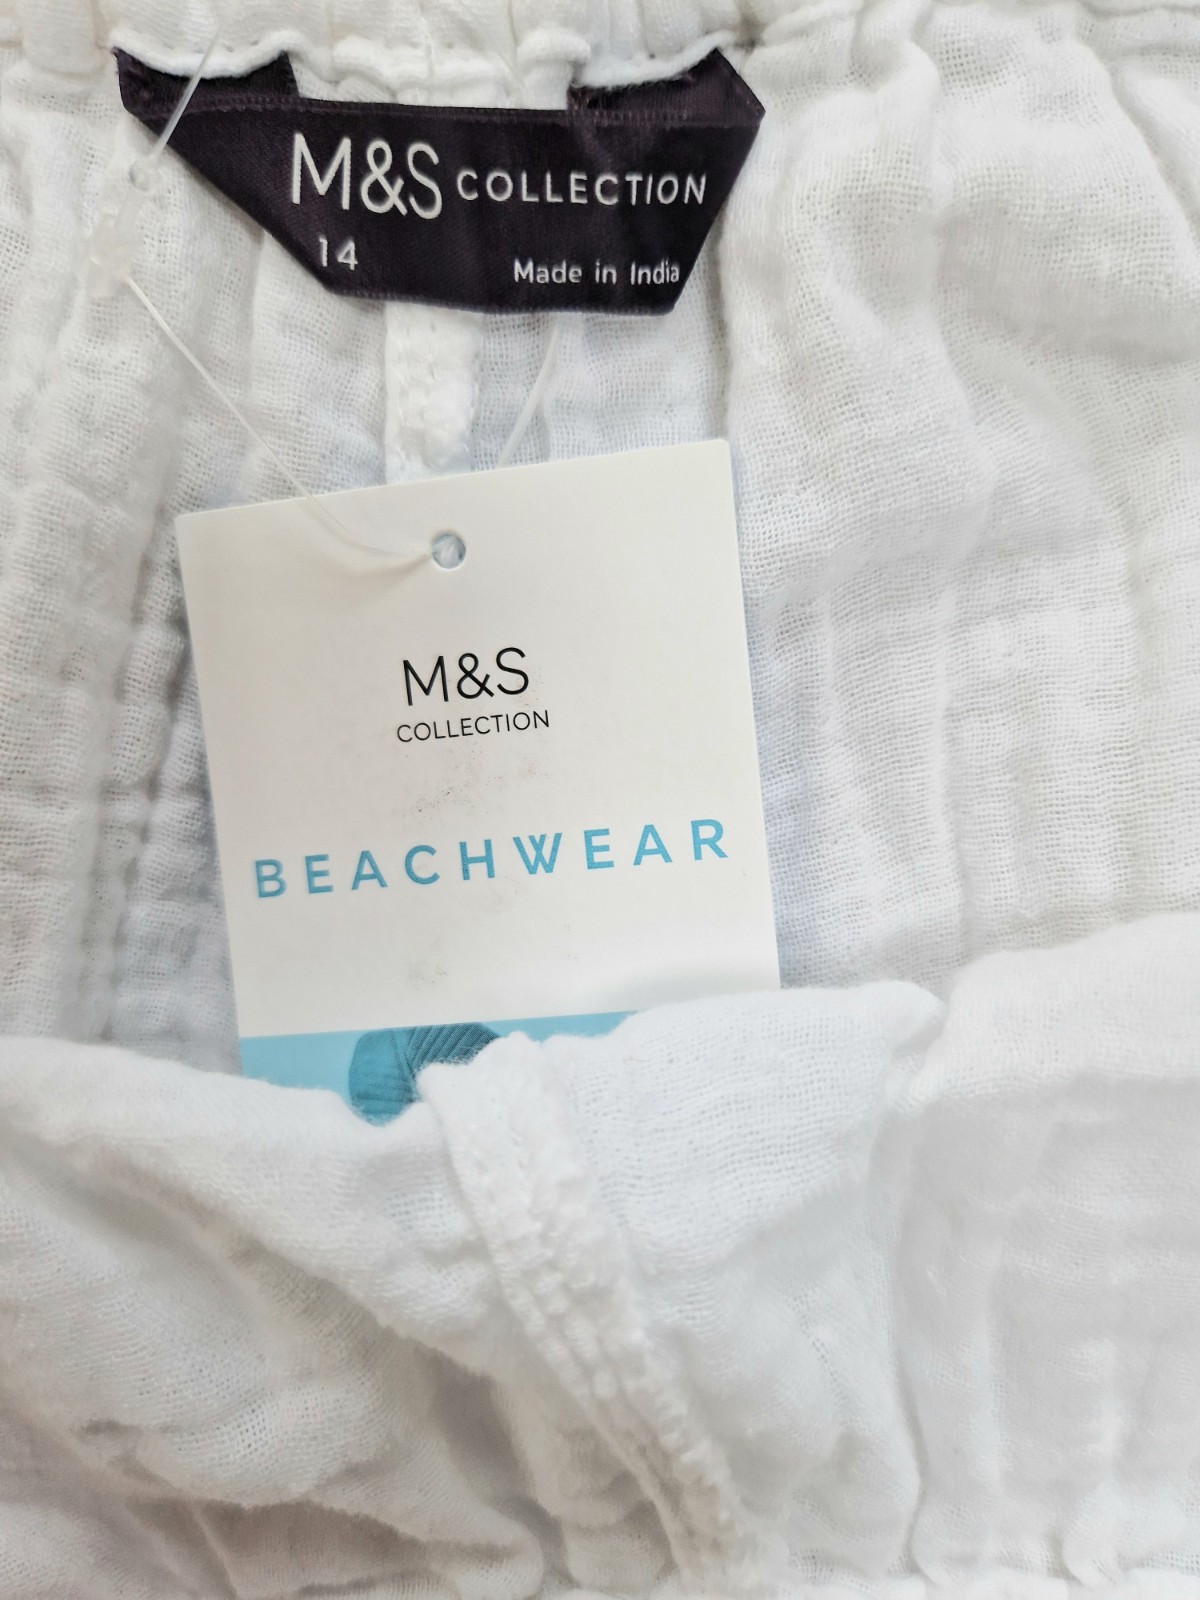 M&S COLLECTION
14
Made in India
M&S
COLLECTION
BEACHWEAR